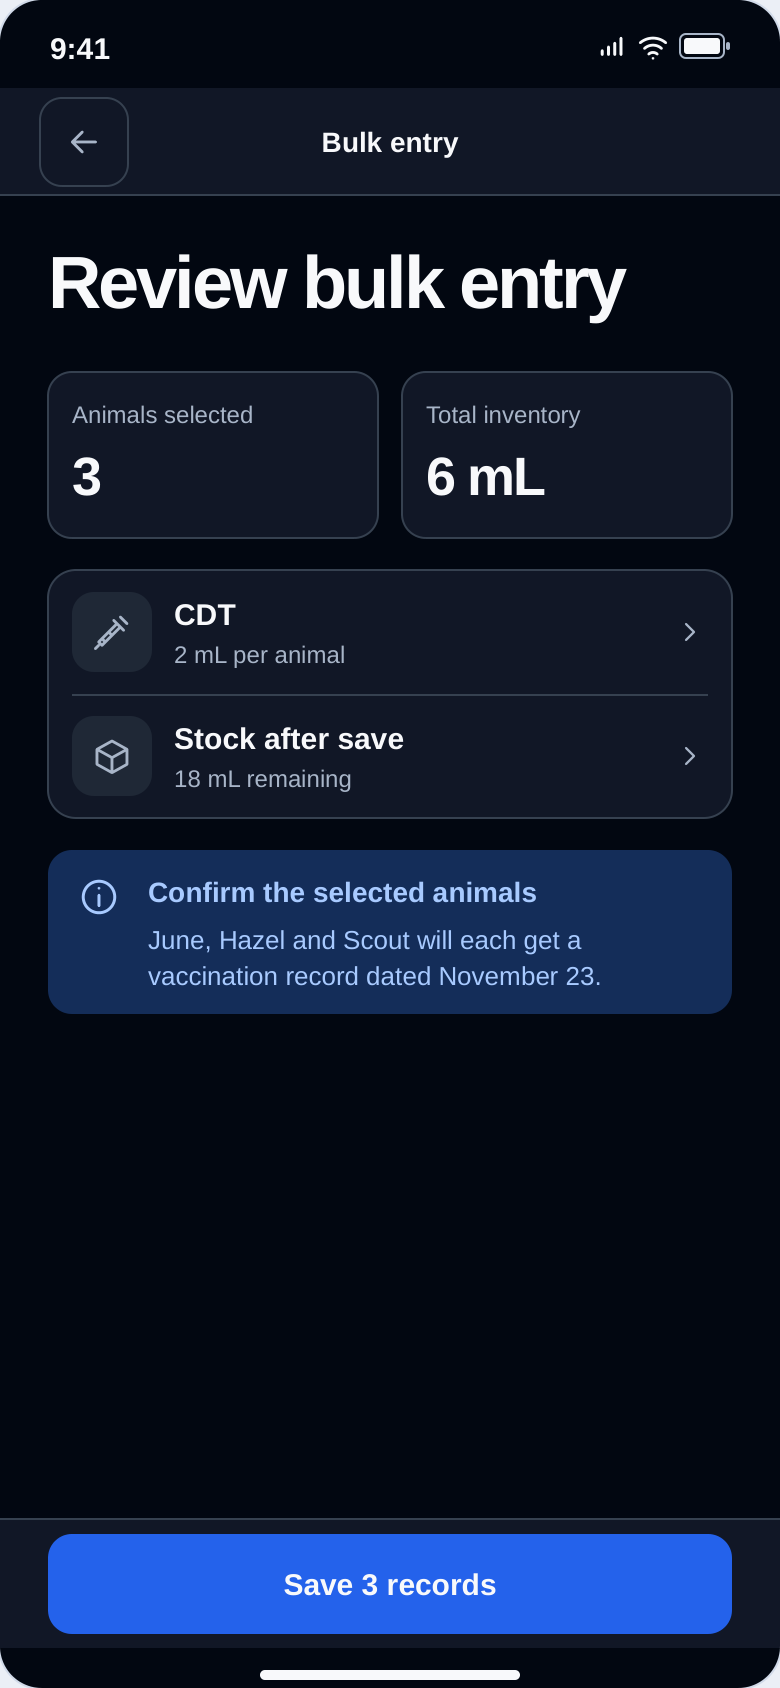 9:41
Bulk entry
Review bulk entry
Animals selected
3
Total inventory
6 mL
CDT
2 mL per animal
Stock after save
18 mL remaining
Confirm the selected animals
June, Hazel and Scout will each get a
vaccination record dated November 23.
Save 3 records